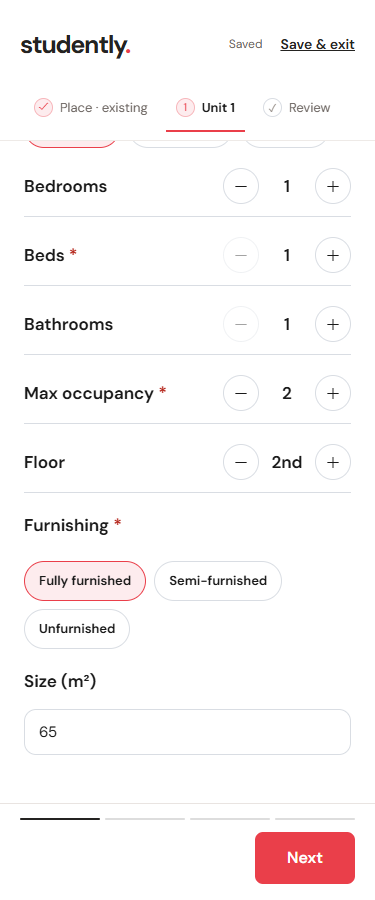 studently.
Saved
Save & exit
Place · existing
1
Unit 1
Review
Bedrooms
1
Beds *
1
Bathrooms
1
Max occupancy *
2
Floor
2nd
Furnishing *
Fully furnished
Semi-furnished
Unfurnished
Size (m²)
65
Next